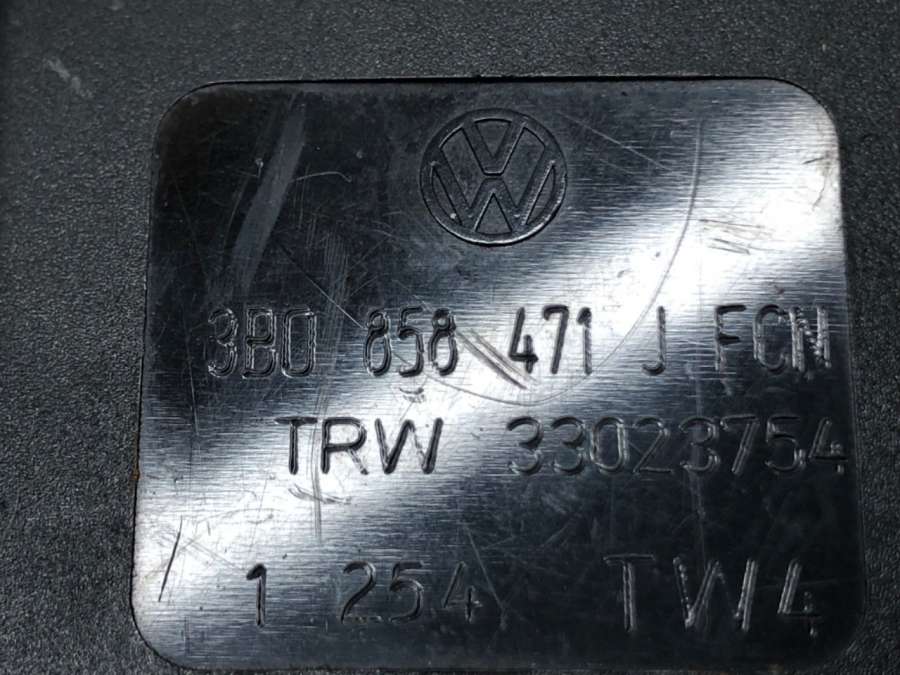 3B0 858 471 J FCN
TRW 33023754
1 254 TW4